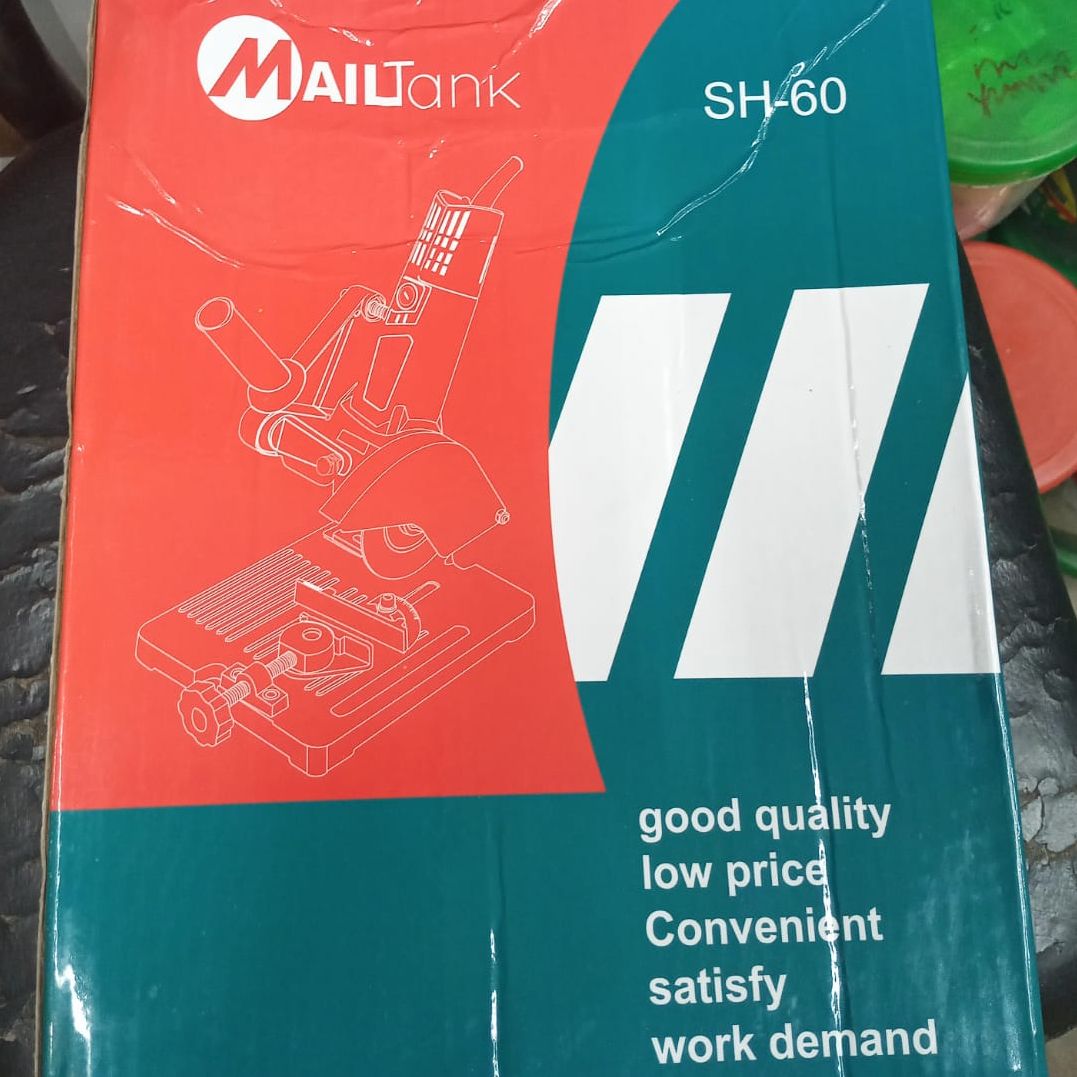 MAILTank
SH-60
good quality
low price
Convenient
satisfy
work demand